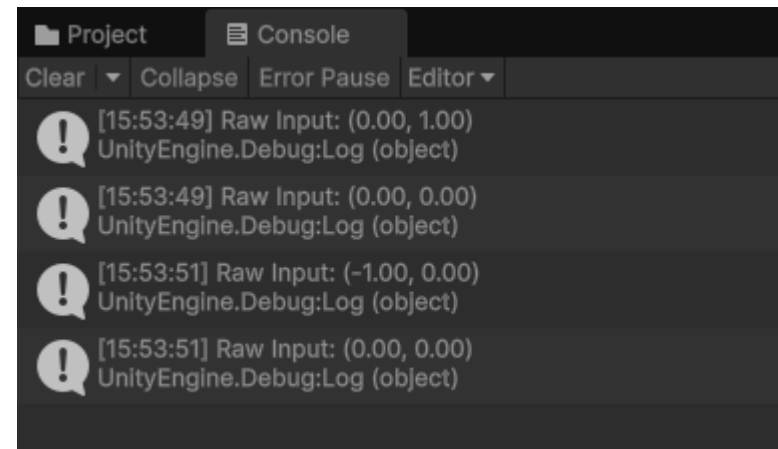 Project Console
Clear Collapse Error Pause Editor
[15:53:49] Raw Input: (0.00, 1.00)
UnityEngine.Debug:Log (object)
[15:53:49] Raw Input: (0.00, 0.00)
UnityEngine.Debug:Log (object)
[15:53:51] Raw Input: (-1.00, 0.00)
UnityEngine.Debug:Log (object)
[15:53:51] Raw Input: (0.00, 0.00)
UnityEngine.Debug:Log (object)